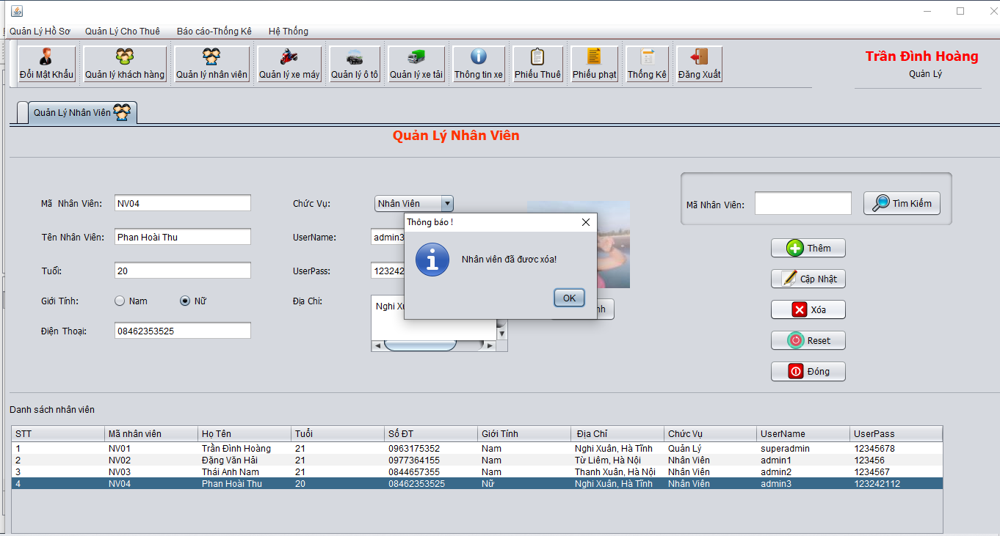 Quản Lý Hồ Sơ Quản Lý Cho Thuê Báo cáo-Thống Kê Hệ Thống
Đổi Mật Khẩu Quản lý khách hàng Quản lý nhân viên Quản lý xe máy Quản lý ô tô Quản lý xe tải Thông tin xe Phiếu Thuê Phiếu phạt Thống Kê Đăng Xuất
Trần Đình Hoàng
Quản Lý
Quản Lý Nhân Viên
Quản Lý Nhân Viên
Mã Nhân Viên: NV04
Tên Nhân Viên: Phan Hoài Thu
Tuổi: 20
Giới Tính: Nam Nữ
Điện Thoại: 08462353525
Chức Vụ: Nhân Viên
UserName: admin3
UserPass: 123242
Địa Chỉ: Nghi
Thông báo !
Nhân viên đã đươc xóa!
OK
Mã Nhân Viên: Tìm Kiếm
Thêm
Cập Nhật
Xóa
Reset
Đóng
Danh sách nhân viên
STT Mã nhân viên Họ Tên Tuổi Số ĐT Giới Tính Địa Chỉ Chức Vụ UserName UserPass
1 NV01 Trần Đình Hoàng 21 0963175352 Nam Nghi Xuân, Hà Tĩnh Quản Lý superadmin 12345678
2 NV02 Đặng Văn Hải 21 0977364155 Nam Từ Liêm, Hà Nội Nhân Viên admin1 123456
3 NV03 Thái Anh Nam 21 0844657355 Nam Thanh Xuân, Hà Nội Nhân Viên admin2 1234567
4 NV04 Phan Hoài Thu 20 08462353525 Nữ Nghi Xuân, Hà Tĩnh Nhân Viên admin3 123242112